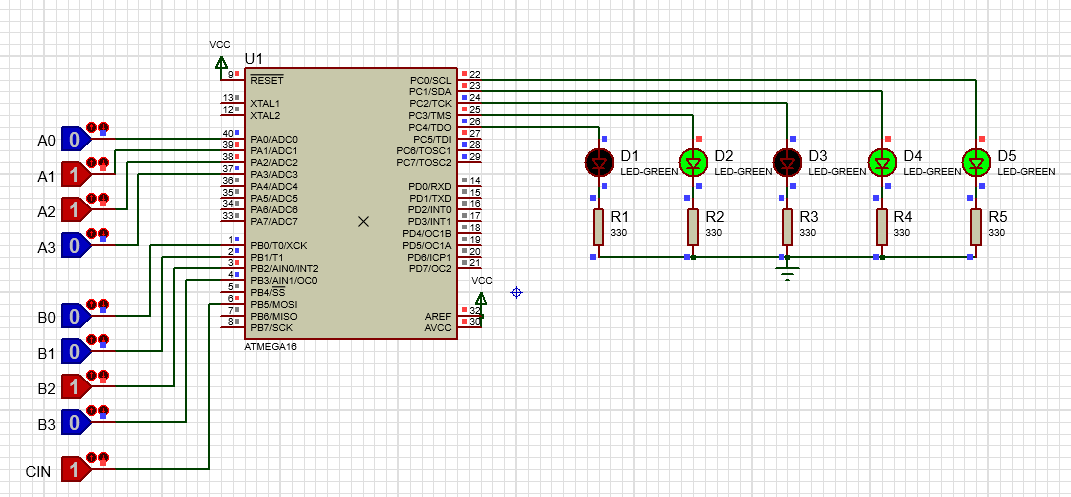 VCC
U1
9 RESET
13 XTAL1
12 XTAL2
40 PA0/ADC0
39 PA1/ADC1
38 PA2/ADC2
37 PA3/ADC3
36 PA4/ADC4
35 PA5/ADC5
34 PA6/ADC6
33 PA7/ADC7
1 PB0/T0/XCK
2 PB1/T1
3 PB2/AIN0/INT2
4 PB3/AIN1/OC0
5 PB4/SS
6 PB5/MOSI
7 PB6/MISO
8 PB7/SCK
PC0/SCL 22
PC1/SDA 23
PC2/TCK 24
PC3/TMS 25
PC4/TDO 26
PC5/TDI 27
PC6/TOSC1 28
PC7/TOSC2 29
PD0/RXD 14
PD1/TXD 15
PD2/INT0 16
PD3/INT1 17
PD4/OC1B 18
PD5/OC1A 19
PD6/ICP1 20
PD7/OC2 21
VCC
AREF 32
AVCC 30
ATMEGA16
A0 0
A1 1
A2 1
A3 0
B0 0
B1 0
B2 1
B3 0
CIN 1
D1
LED-GREEN
D2
LED-GREEN
D3
LED-GREEN
D4
LED-GREEN
D5
LED-GREEN
R1
330
R2
330
R3
330
R4
330
R5
330